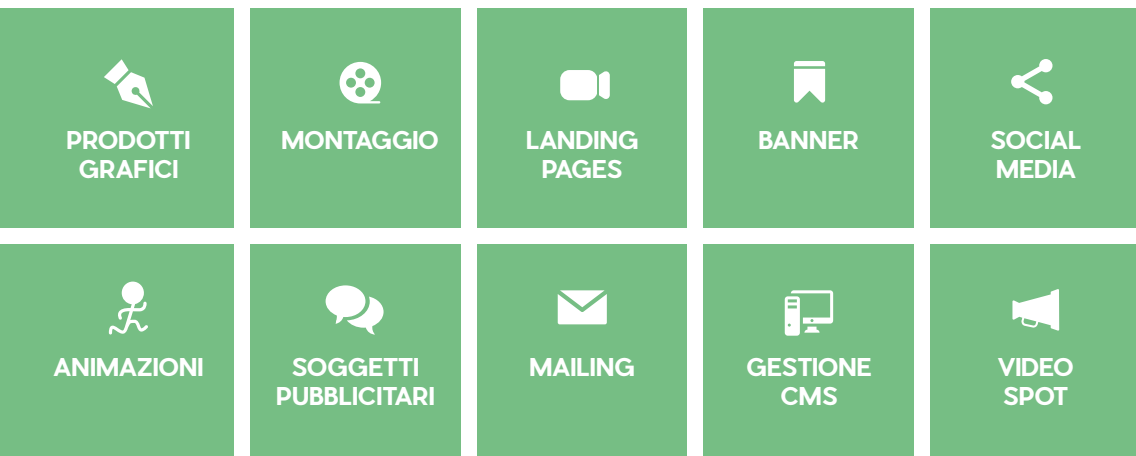 PRODOTTI
GRAFICI
MONTAGGIO
LANDING
PAGES
BANNER
SOCIAL
MEDIA
ANIMAZIONI
SOGGETTI
PUBBLICITARI
MAILING
GESTIONE
CMS
VIDEO
SPOT